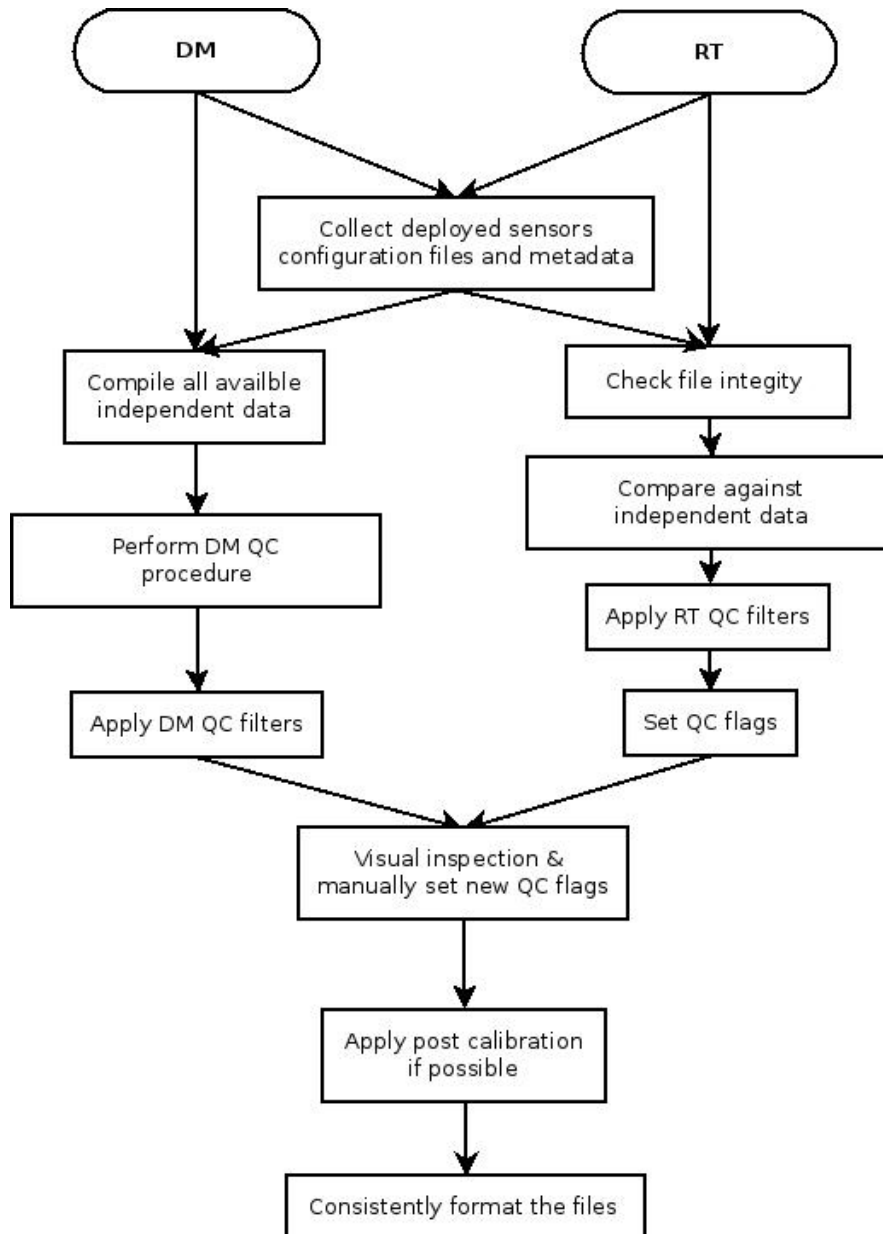 DM
RT
Collect deployed sensors
configuration files and metadata
Compile all availble
independent data
Check file integity
Compare against
independent data
Perform DM QC
procedure
Apply RT QC filters
Apply DM QC filters
Set QC flags
Visual inspection &
manually set new QC flags
Apply post calibration
if possible
Consistently format the files